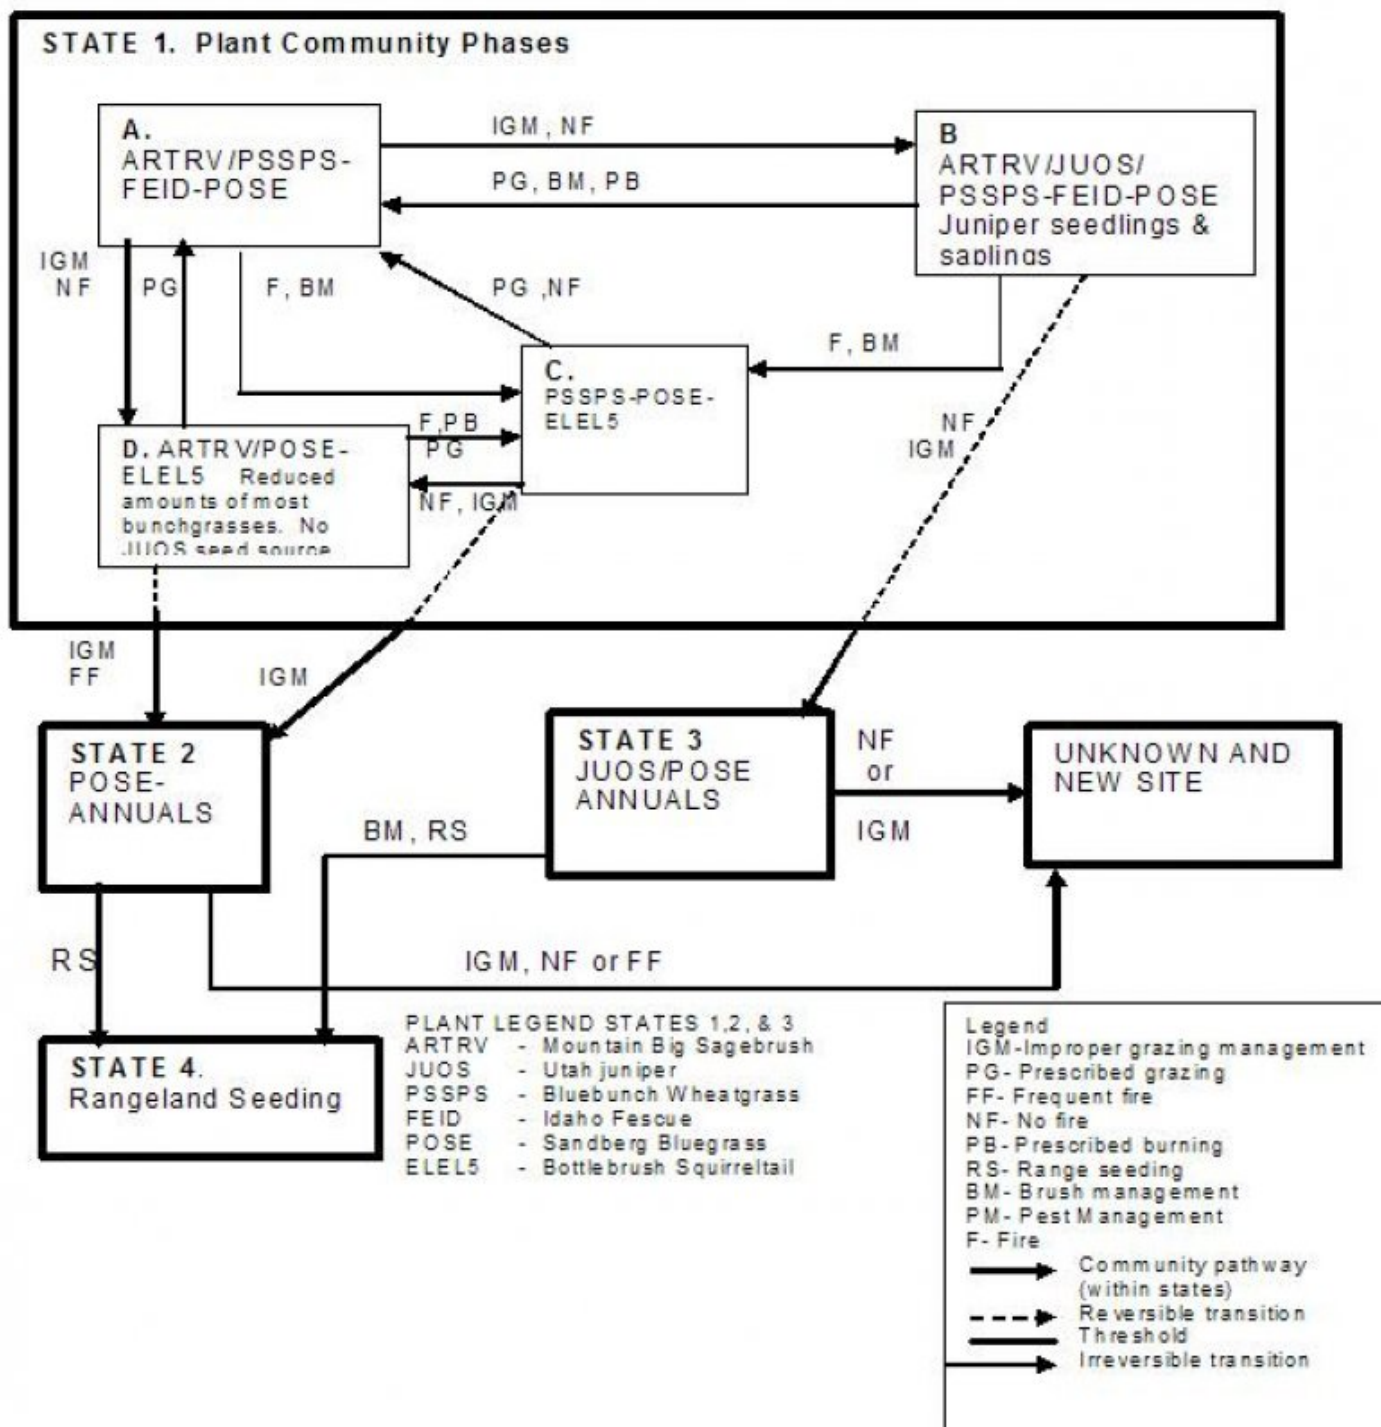 STATE 1. Plant Community Phases
A.
ARTRV/PSSPS-
FEID-POSE
IGM, NF
PG, BM, PB
B
ARTRV/JUOS/
PSSPS-FEID-POSE
Juniper seedlings &
saplings
IGM
NF
PG
F, BM
PG ,NF
C.
PSSPS-POSE-
ELEL5
F, BM
D. ARTRV/POSE-
ELEL5 Reduced
amounts of most
bunchgrasses. No
JUOS seed source
F,PB
PG
NF, IGM
NF
IGM
IGM
FF
IGM
STATE 2
POSE-
ANNUALS
STATE 3
JUOS/POSE
ANNUALS
NF
or
IGM
UNKNOWN AND
NEW SITE
BM, RS
RS
IGM, NF or FF
STATE 4.
Rangeland Seeding
PLANT LEGEND STATES 1,2, & 3
ARTRV - Mountain Big Sagebrush
JUOS - Utah juniper
PSSPS - Bluebunch Wheatgrass
FEID - Idaho Fescue
POSE - Sandberg Bluegrass
ELEL5 - Bottlebrush Squirreltail
Legend
IGM-Improper grazing management
PG- Prescribed grazing
FF- Frequent fire
NF- No fire
PB- Prescribed burning
RS- Range seeding
BM- Brush management
PM- Pest Management
F- Fire
Community pathway
(within states)
Reversible transition
Threshold
Irreversible transition